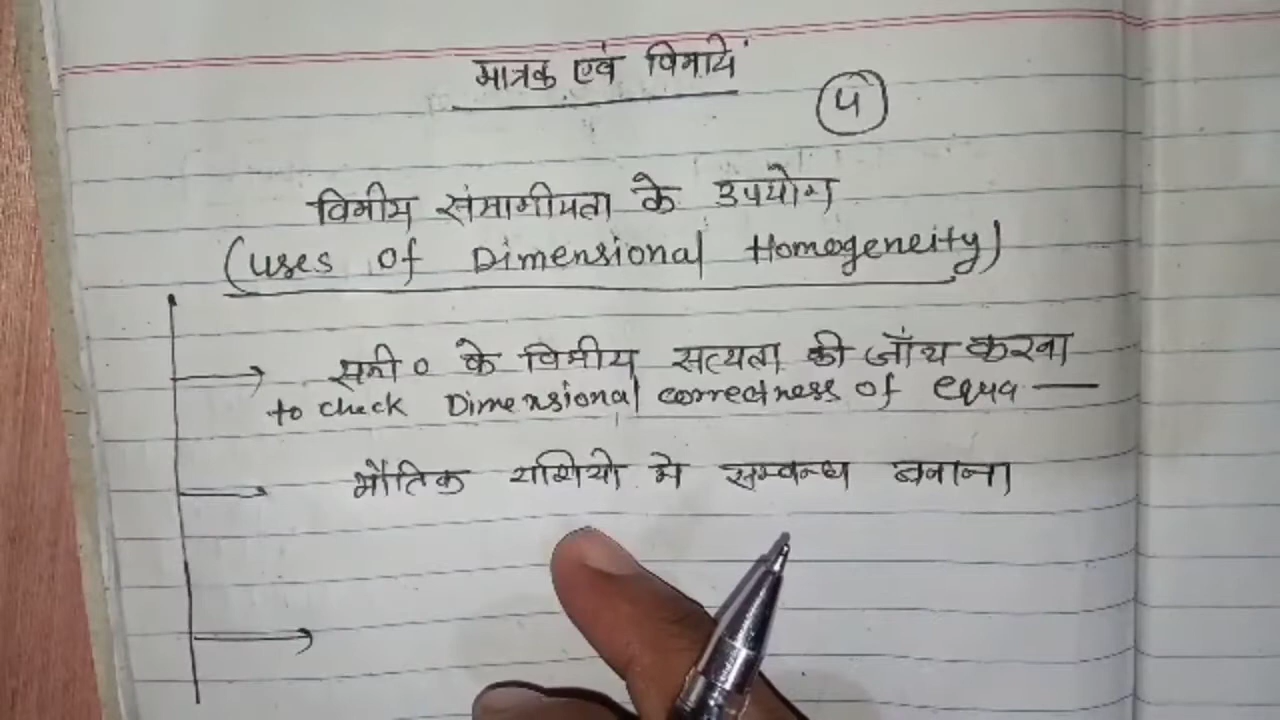 मात्रक एवं विमायें
५
विमीय संमागीयता के उपयोग
(uses of Dimensional Homogeneity)
समी० के विमीय सत्यता की जाँच करना
to check Dimensional correctness of equa
भौतिक राशियो मे सम्बन्ध बनाना